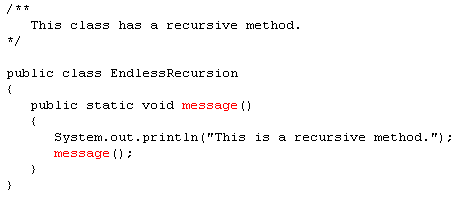 /**
   This class has a recursive method.
*/

public class EndlessRecursion
{
   public static void message()
   {
      System.out.println("This is a recursive method.");
      message();
   }
}